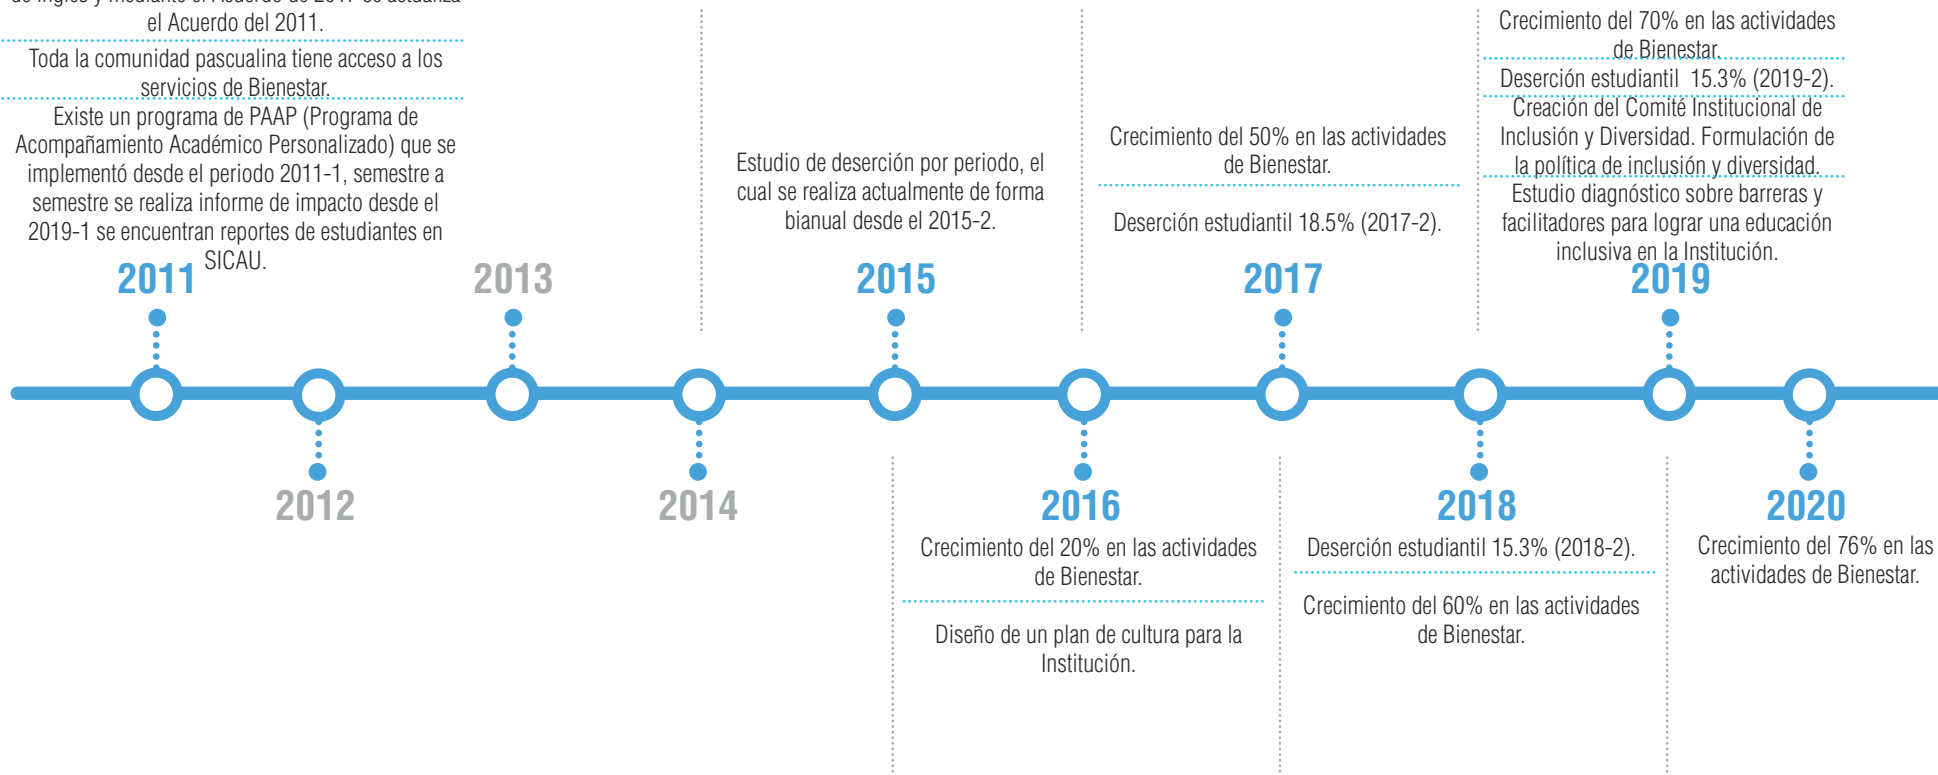 de inglés y mediante el Acuerdo de 2017 se actualiza
el Acuerdo del 2011.
Toda la comunidad pascualina tiene acceso a los
servicios de Bienestar.
Existe un programa de PAAP (Programa de
Acompañamiento Académico Personalizado) que se
implementó desde el periodo 2011-1, semestre a
semestre se realiza informe de impacto desde el
2019-1 se encuentran reportes de estudiantes en
SICAU.
2011
2013
Estudio de deserción por periodo, el
cual se realiza actualmente de forma
bianual desde el 2015-2.
2015
Crecimiento del 50% en las actividades
de Bienestar.
Deserción estudiantil 18.5% (2017-2).
2017
Crecimiento del 70% en las actividades
de Bienestar.
Deserción estudiantil 15.3% (2019-2).
Creación del Comité Institucional de
Inclusión y Diversidad. Formulación de
la política de inclusión y diversidad.
Estudio diagnóstico sobre barreras y
facilitadores para lograr una educación
inclusiva en la Institución.
2019
2012
2014
2016
Crecimiento del 20% en las actividades
de Bienestar.
Diseño de un plan de cultura para la
Institución.
2018
Deserción estudiantil 15.3% (2018-2).
Crecimiento del 60% en las actividades
de Bienestar.
2020
Crecimiento del 76% en las
actividades de Bienestar.